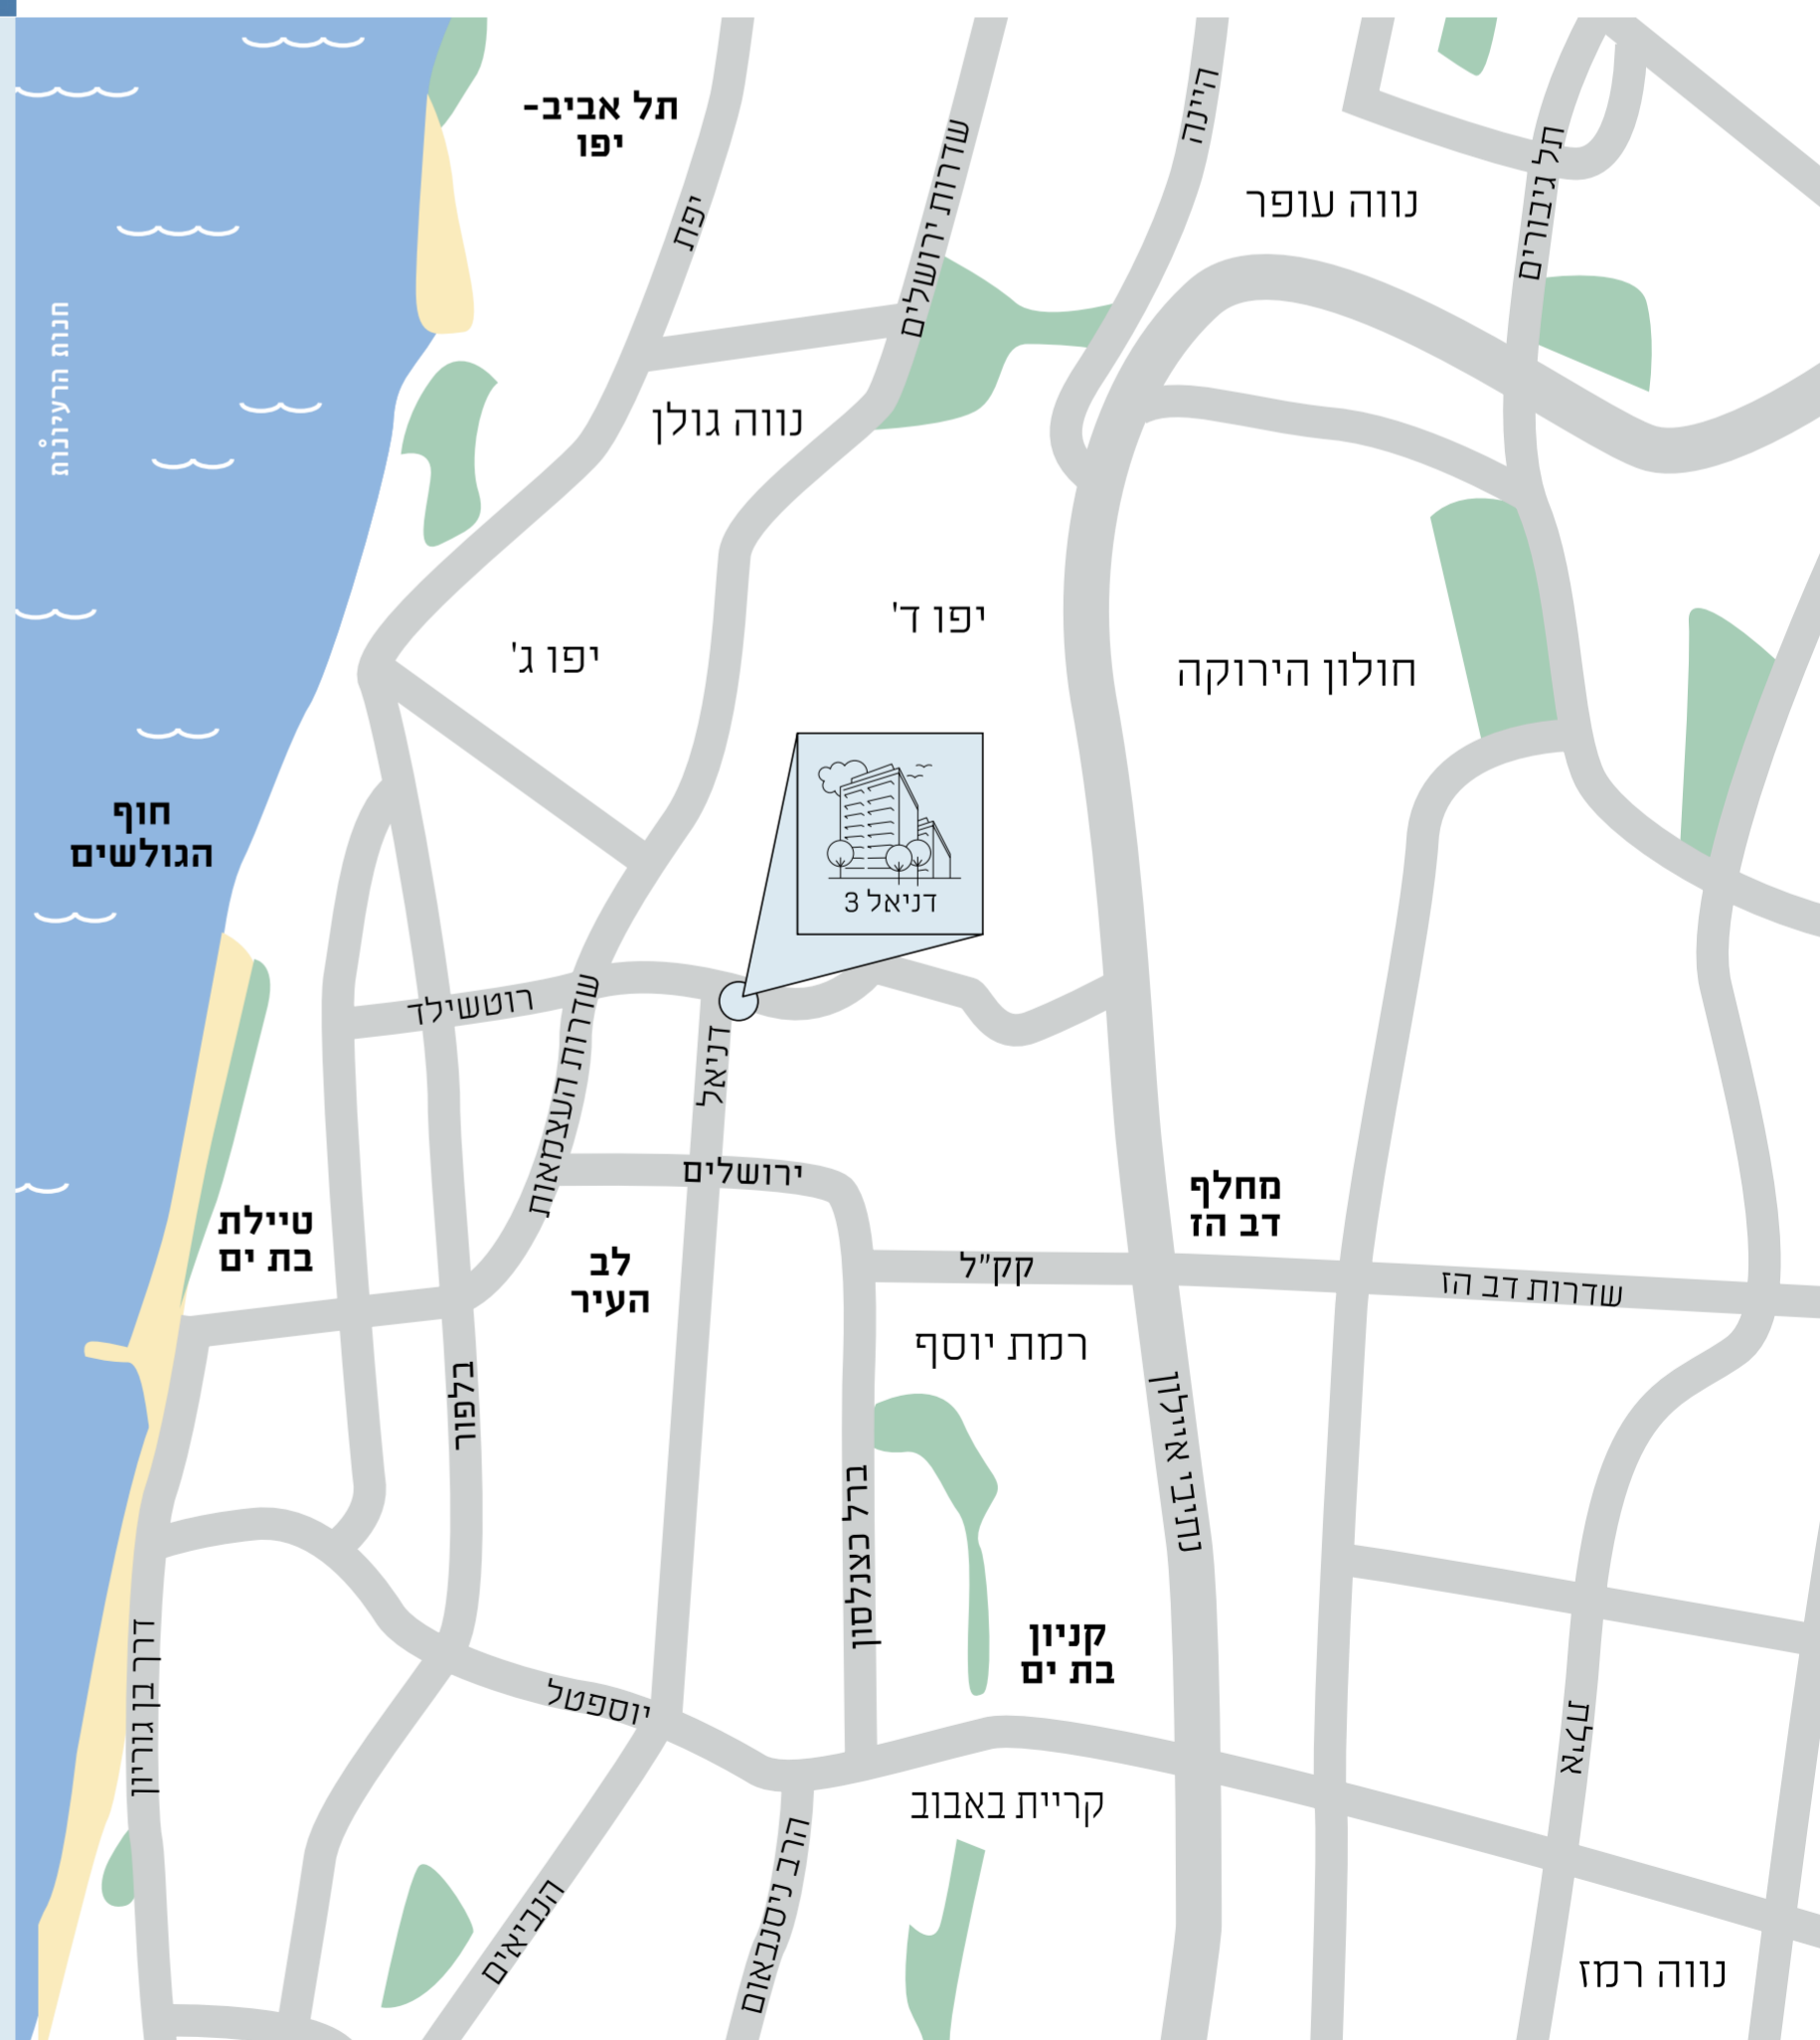 תל אביב-
יפו
יפת
שדרות ירושלים
היינה
תל גיבורים
נווה עופר
חנות הרעיונות
נווה גולן
יפו ד'
יפו ג'
חולון הירוקה
חוף
הגולשים
דניאל 3
רוטשילד
שדרות העצמאות
דניאל
ירושלים
מחלף
דב הז
טיילת
בת ים
לב
העיר
קק"ל
שדרות דב הז
רמת יוסף
בלפור
נתיבי איילון
ברל כצנלסון
קניון
בת ים
דרך בן גוריון
יוספטל
אילת
קריית באבוב
הרב ניסנבאום
הנביאים
נווה רמז